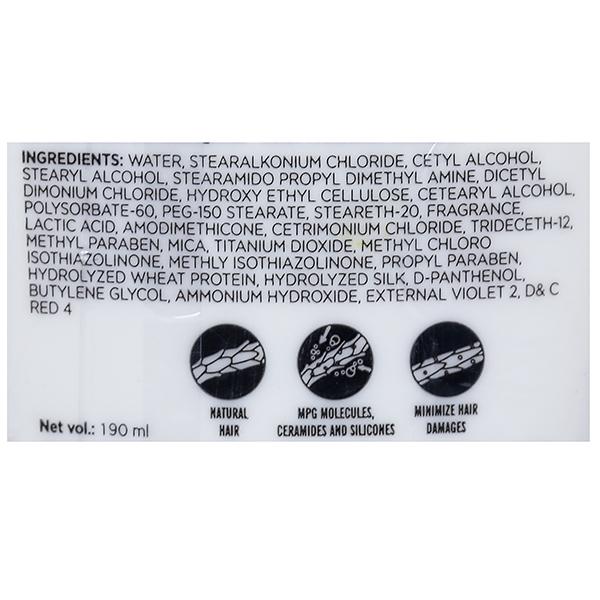 INGREDIENTS: WATER, STEARALKONIUM CHLORIDE, CETYL ALCOHOL,
STEARYL ALCOHOL, STEARAMIDO PROPYL DIMETHYL AMINE, DICETYL
DIMONIUM CHLORIDE, HYDROXY ETHYL CELLULOSE, CETEARYL ALCOHOL,
POLYSORBATE-60, PEG-150 STEARATE, STEARETH-20, FRAGRANCE,
LACTIC ACID, AMODIMETHICONE, CETRIMONIUM CHLORIDE, TRIDECETH-12,
METHYL PARABEN, MICA, TITANIUM DIOXIDE, METHYL CHLORO
ISOTHIAZOLINONE, METHLY ISOTHIAZOLINONE, PROPYL PARABEN,
HYDROLYZED WHEAT PROTEIN, HYDROLYZED SILK, D-PANTHENOL,
BUTYLENE GLYCOL, AMMONIUM HYDROXIDE, EXTERNAL VIOLET 2, D& C
RED 4
NATURAL
HAIR
MPG MOLECULES,
CERAMIDES AND SILICONES
MINIMIZE HAIR
DAMAGES
Net vol.: 190 ml